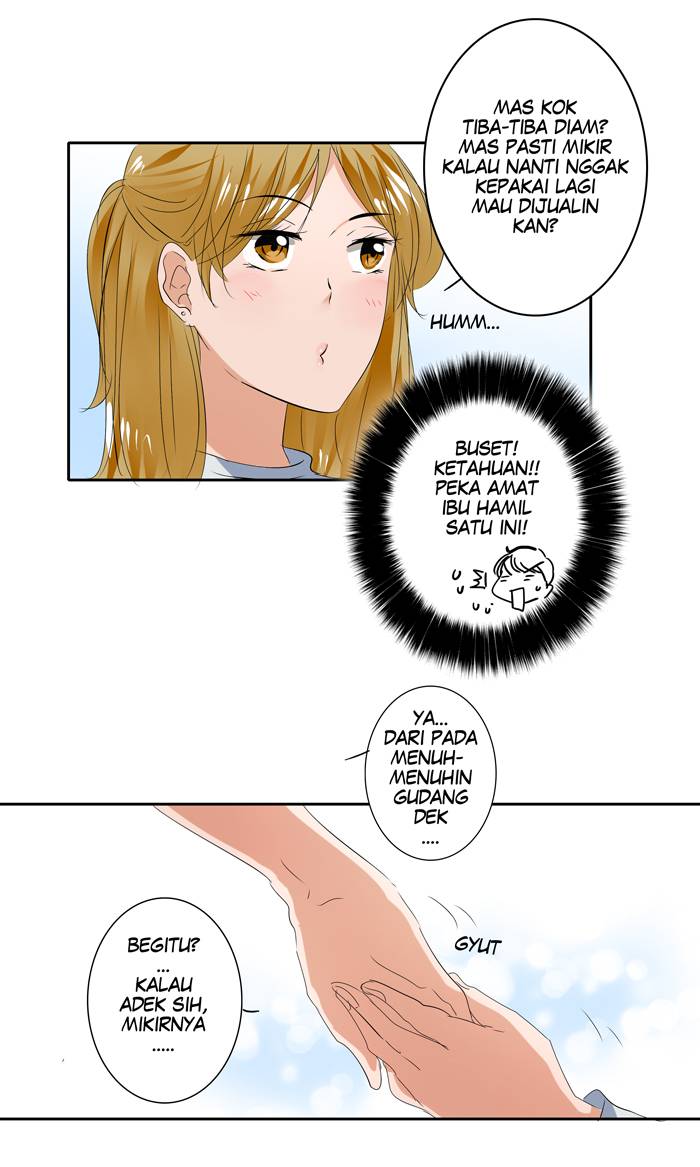 MAS KOK
TIBA-TIBA DIAM?
MAS PASTI MIKIR
KALAU NANTI NGGAK
KEPAKAI LAGI
MAU DIJUALIN
KAN?
HUMM...
BUSET!
KETAHUAN!!
PEKA AMAT
IBU HAMIL
SATU INI!
YA...
DARI PADA
MENUH-
MENUHIN
GUDANG
DEK
....
GYUT
BEGITU?
...
KALAU
ADEK SIH,
MIKIRNYA
.....